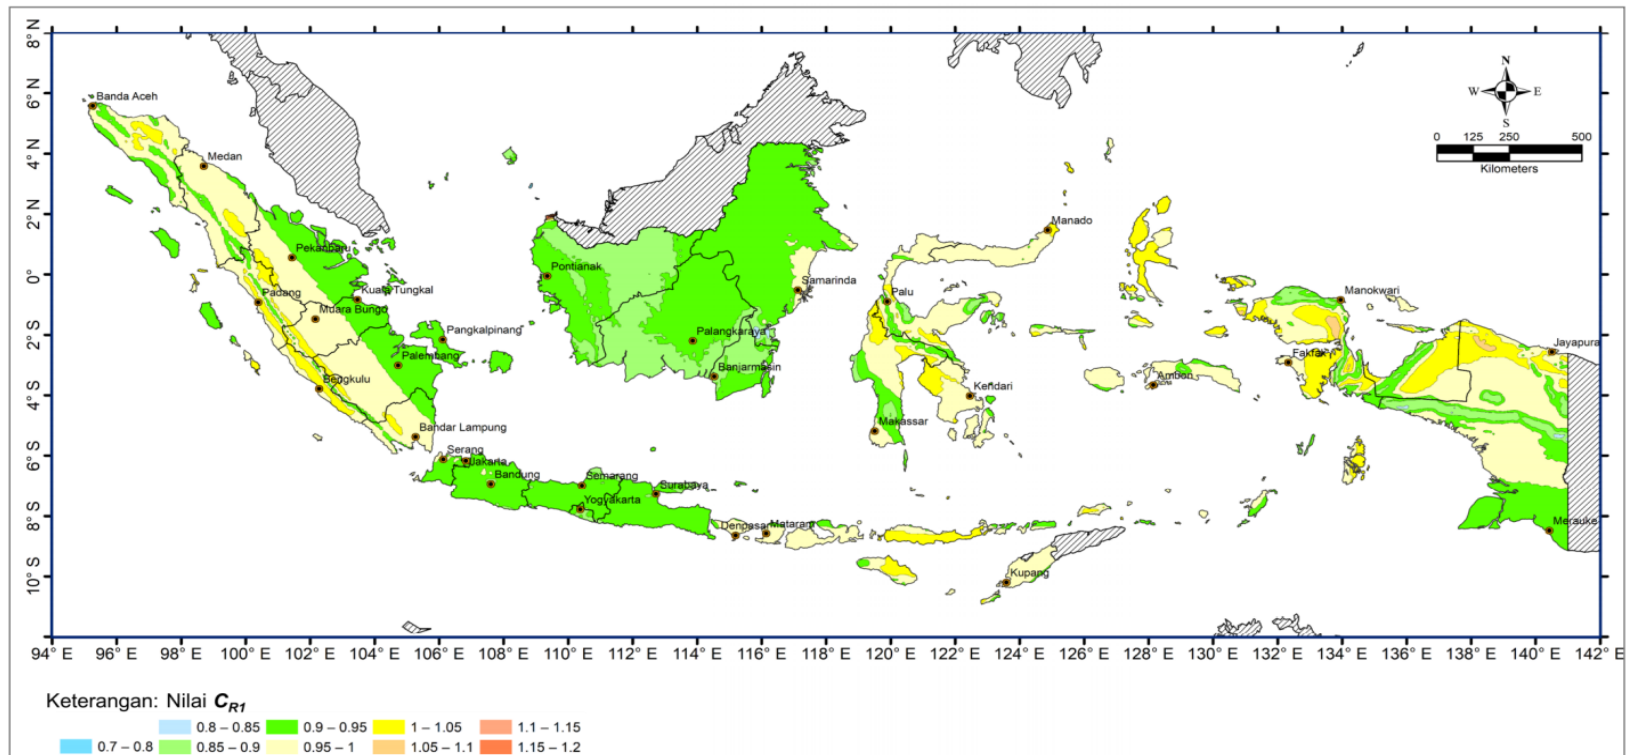 8° N
6° N
4° N
2° N
0°
2° S
4° S
6° S
8° S
10° S
N
W E
S
0 125 250 500
Kilometers
Banda Aceh
Medan
Manado
Pekanbaru
Pontianak
Samarinda
Palu
Manokwari
Padang
Kuala Tungkal
Muara Bungo
Pangkalpinang
Palangkaraya
Fakfak
Jayapura
Palembang
Banjarmasin
Bengkulu
Kendari
Ambon
Bandar Lampung
Makassar
Serang
Jakarta
Bandung
Semarang
Surabaya
Yogyakarta
Denpasar
Mataram
Merauke
Kupang
94° E 96° E 98° E 100° E 102° E 104° E 106° E 108° E 110° E 112° E 114° E 116° E 118° E 120° E 122° E 124° E 126° E 128° E 130° E 132° E 134° E 136° E 138° E 140° E 142° E
Keterangan: Nilai C_R1
0.8 – 0.85 0.9 – 0.95 1 – 1.05 1.1 – 1.15
0.7 – 0.8 0.85 – 0.9 0.95 – 1 1.05 – 1.1 1.15 – 1.2